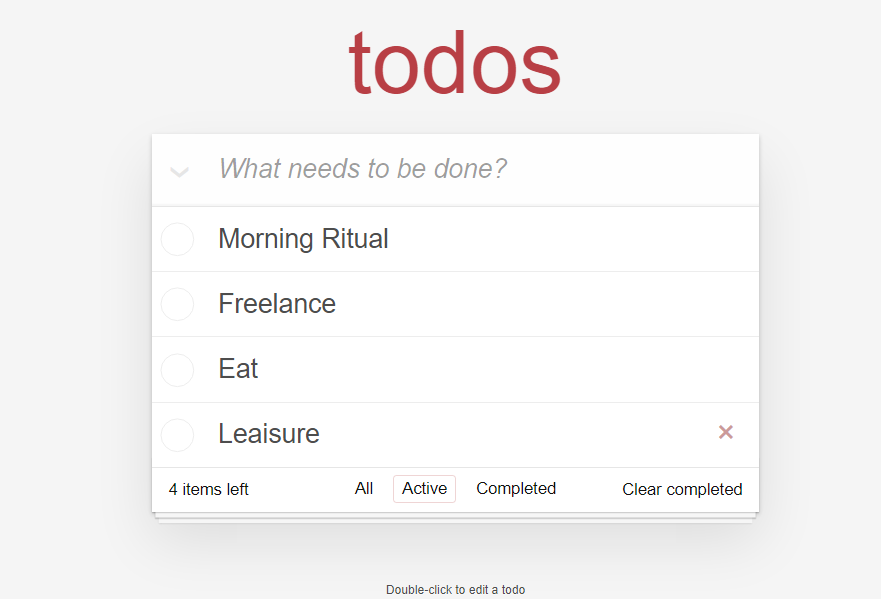 todos
What needs to be done?
Morning Ritual
Freelance
Eat
Leaisure
4 items left All Active Completed Clear completed
Double-click to edit a todo